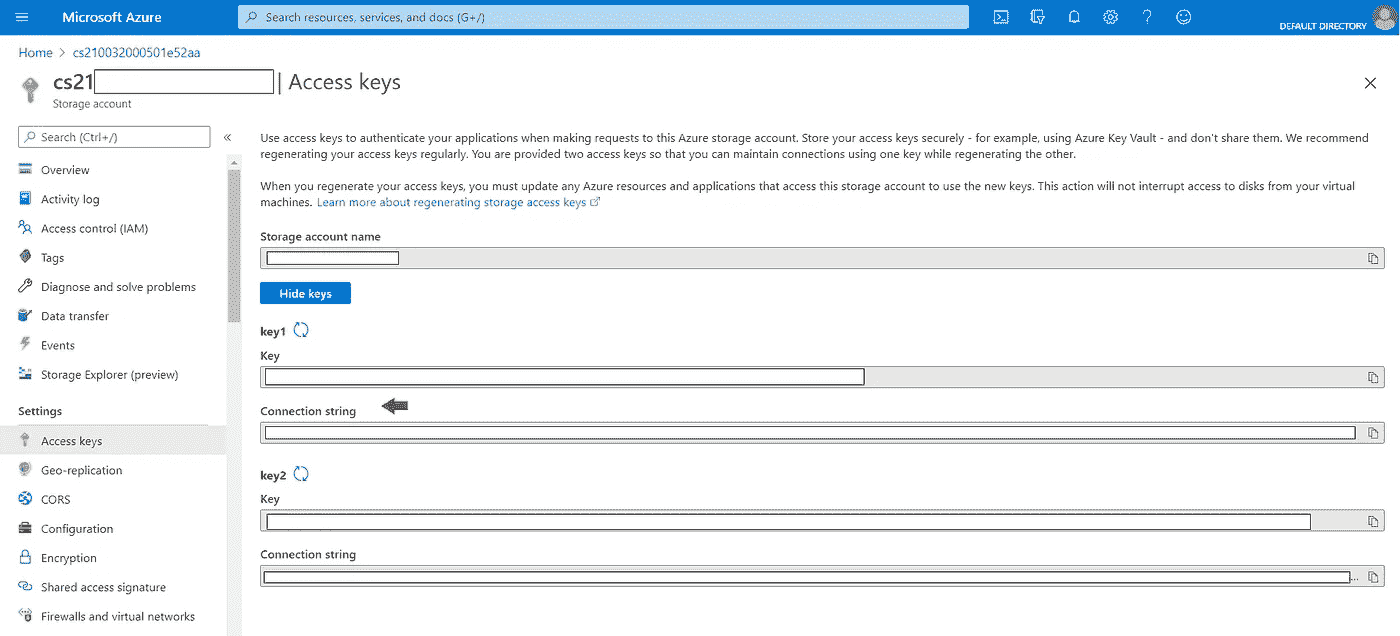 Microsoft Azure
Search resources, services, and docs (G+/)
DEFAULT DIRECTORY
Home > cs210032000501e52aa
cs21 | Access keys
Storage account
Search (Ctrl+/)
«
Overview
Activity log
Access control (IAM)
Tags
Diagnose and solve problems
Data transfer
Events
Storage Explorer (preview)
Settings
Access keys
Geo-replication
CORS
Configuration
Encryption
Shared access signature
Firewalls and virtual networks
Use access keys to authenticate your applications when making requests to this Azure storage account. Store your access keys securely - for example, using Azure Key Vault - and don't share them. We recommend
regenerating your access keys regularly. You are provided two access keys so that you can maintain connections using one key while regenerating the other.
When you regenerate your access keys, you must update any Azure resources and applications that access this storage account to use the new keys. This action will not interrupt access to disks from your virtual
machines. Learn more about regenerating storage access keys
Storage account name
Hide keys
key1
Key
Connection string
key2
Key
Connection string
...